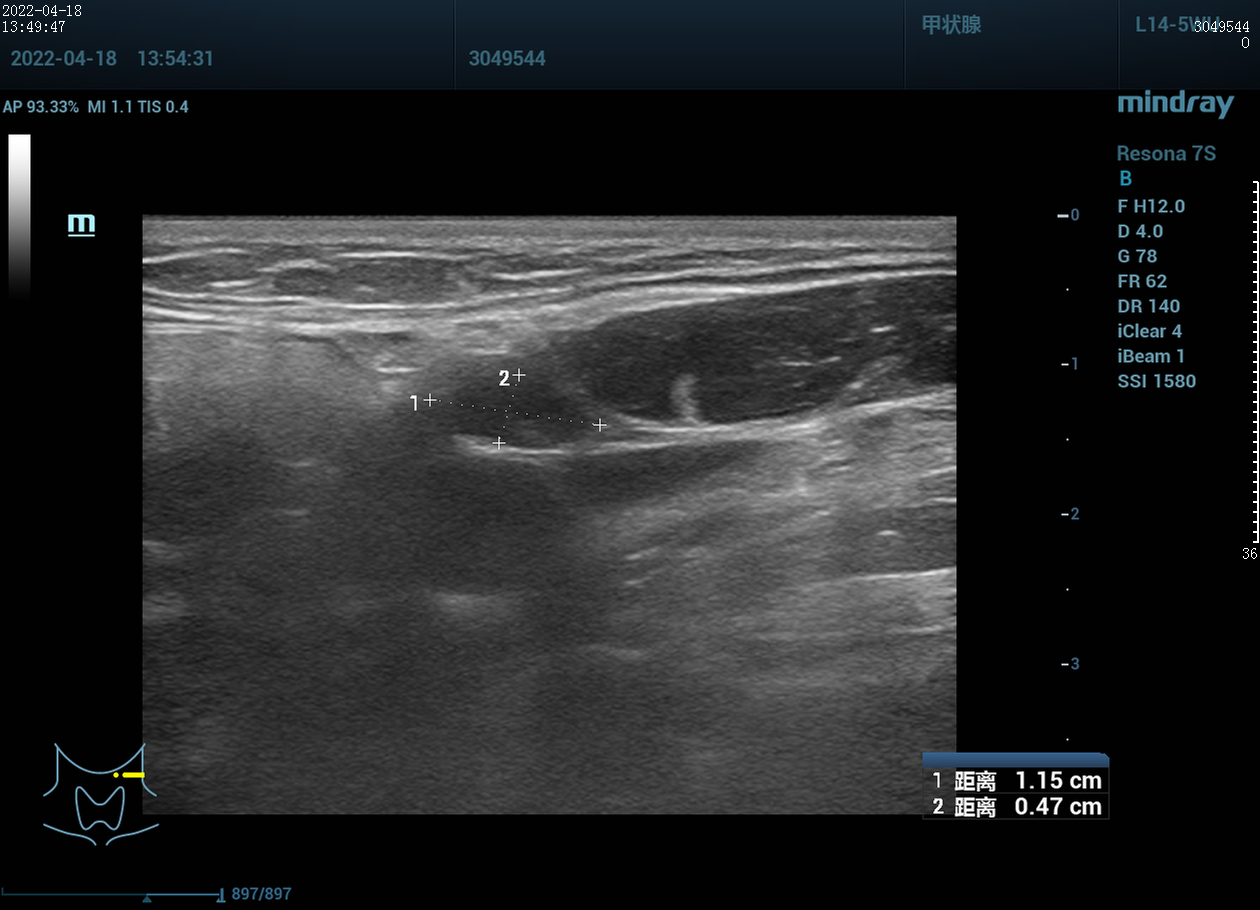 2022-04-18
13:49:47
2022-04-18 13:54:31
3049544
甲状腺
3049544
0
AP 93.33% MI 1.1 TIS 0.4
mindray
Resona 7S
B
F H12.0
D 4.0
G 78
FR 62
DR 140
iClear 4
iBeam 1
SSI 1580
m
0
1
2
3
36
2
1
1 距离 1.15 cm
2 距离 0.47 cm
897/897